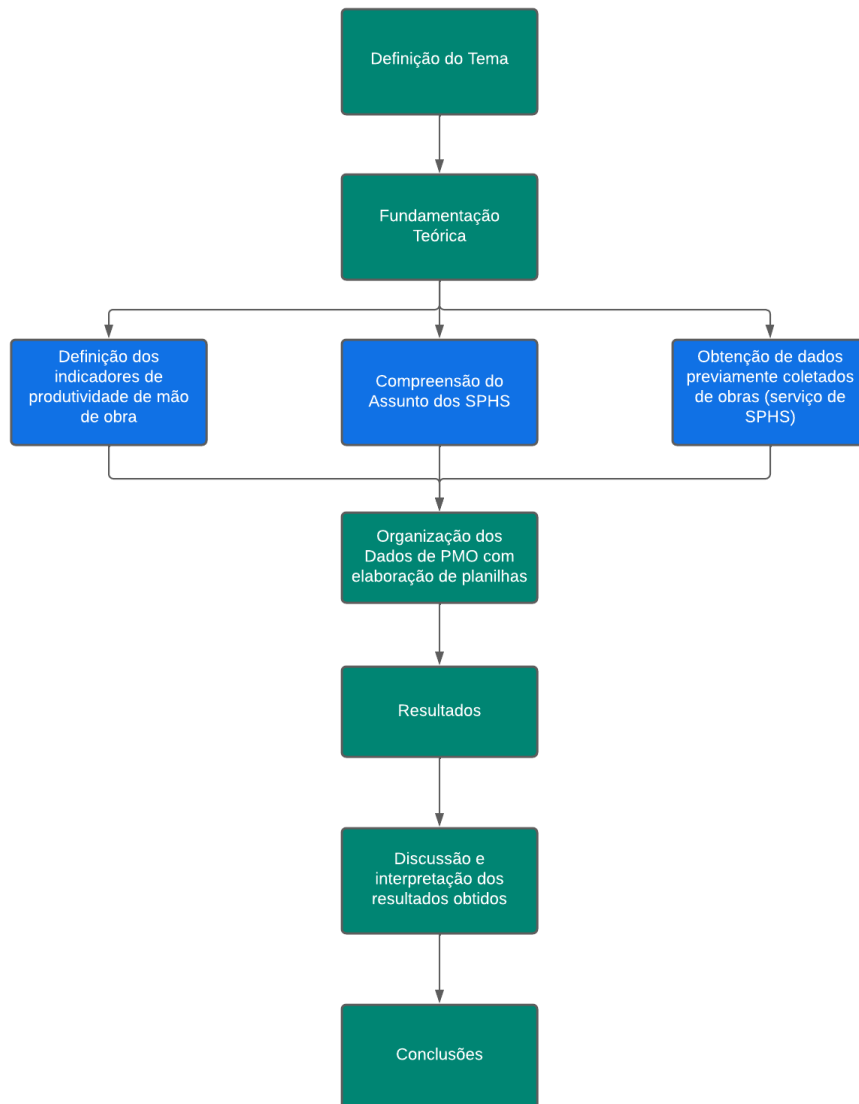 Definição do Tema
Fundamentação
Teórica
Definição dos
indicadores de
produtividade de mão
de obra
Compreensão do
Assunto dos SPHS
Obtenção de dados
previamente coletados
de obras (serviço de
SPHS)
Organização dos
Dados de PMO com
elaboração de planilhas
Resultados
Discussão e
interpretação dos
resultados obtidos
Conclusões